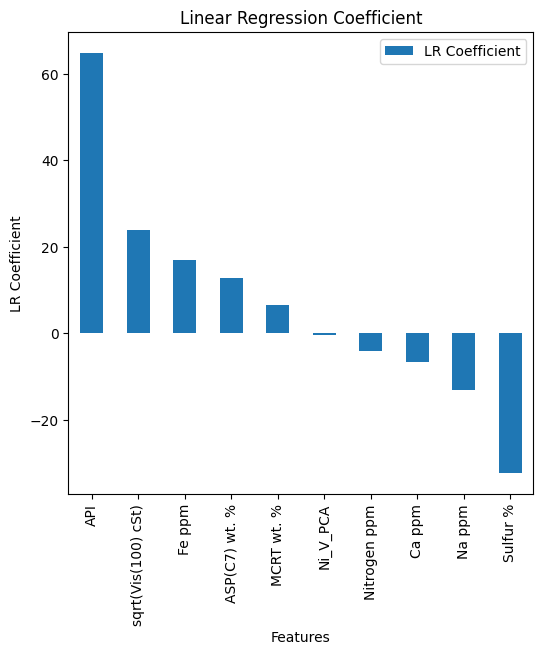 Linear Regression Coefficient
LR Coefficient
LR Coefficient
60
40
20
0
−20
API
sqrt(Vis(100) cSt)
Fe ppm
ASP(C7) wt. %
MCRT wt. %
Ni_V_PCA
Nitrogen ppm
Ca ppm
Na ppm
Sulfur %
Features